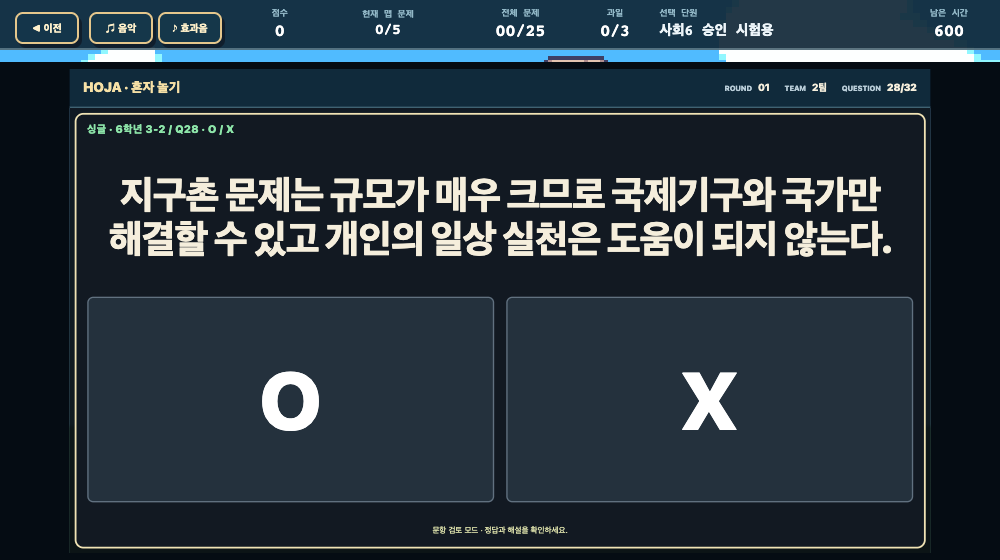 ◀ 이전
♫ 음악
♪ 효과음
점수
0
현재 맵 문제
0/5
전체 문제
00/25
과일
0/3
선택 단원
사회6 승인 시험용
남은 시간
600
HOJA · 혼자 놀기
ROUND 01 TEAM 2팀 QUESTION 28/32
싱글 · 6학년 3-2 / Q28 · O / X
지구촌 문제는 규모가 매우 크므로 국제기구와 국가만
해결할 수 있고 개인의 일상 실천은 도움이 되지 않는다.
O
X
문항 검토 모드 · 정답과 해설을 확인하세요.